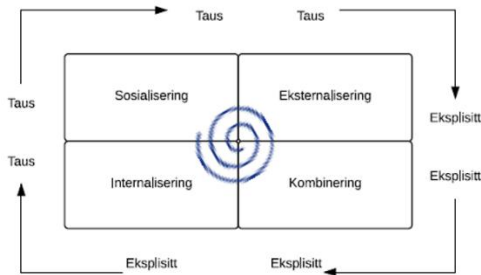 Taus Taus
Sosialisering Eksternalisering
Taus
Eksplisitt
Taus
Eksplisitt
Internalisering Kombinering
Eksplisitt Eksplisitt